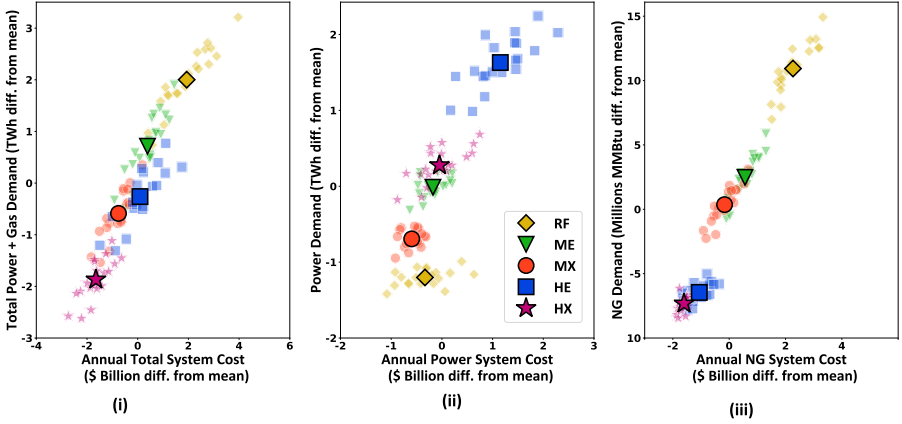 Total Power + Gas Demand (TWh diff. from mean)
3
2
1
0
-1
-2
-3
-4
-2
0
2
4
6
Annual Total System Cost
($ Billion diff. from mean)
(i)
Power Demand (TWh diff. from mean)
2
1
0
-1
-2
-2
-1
0
1
2
3
Annual Power System Cost
($ Billion diff. from mean)
(ii)
RF
ME
MX
HE
HX
NG Demand (Millions MMBtu diff. from mean)
15
10
5
0
-5
10
-2
0
2
4
Annual NG System Cost
($ Billion diff. from mean)
(iii)